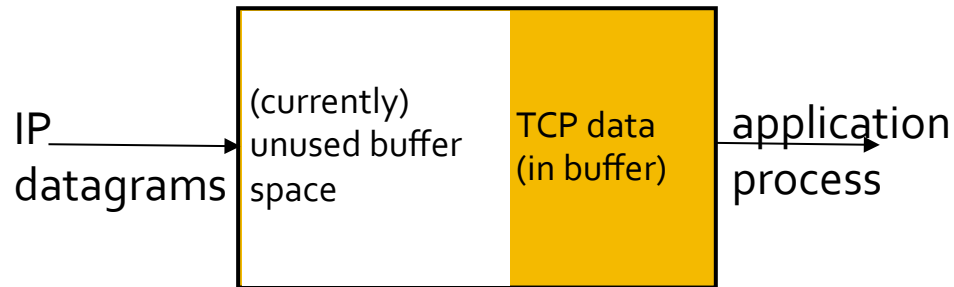 IP
datagrams
(currently)
unused buffer
space
TCP data
(in buffer)
application
process